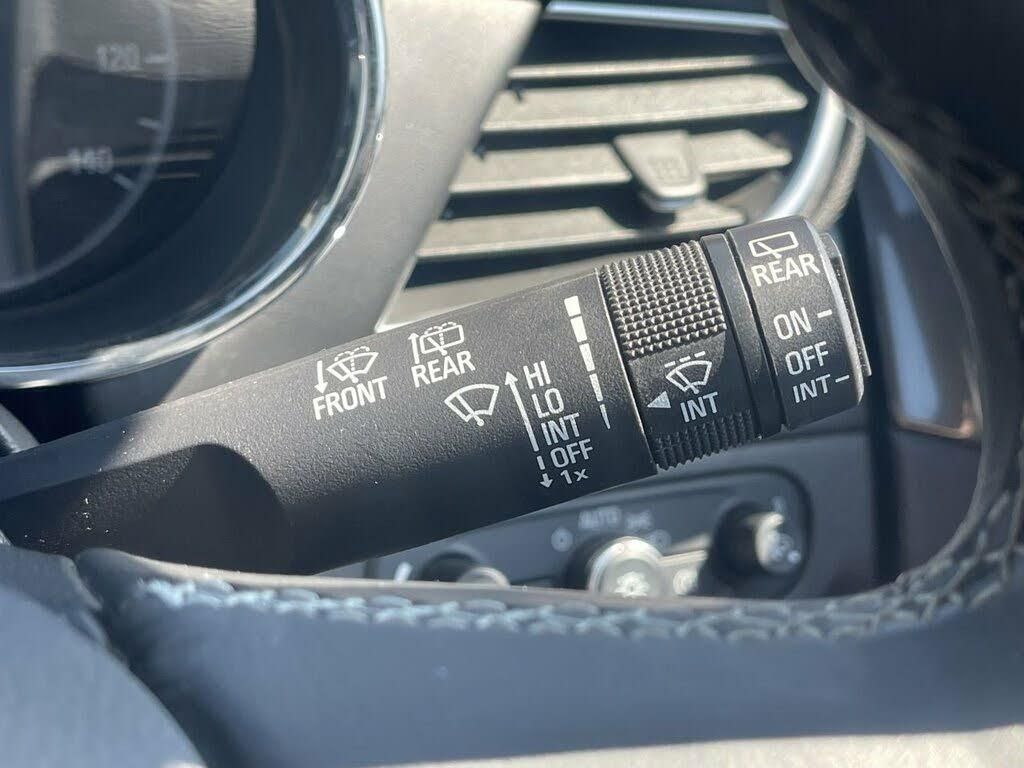 120
140
FRONT
REAR
HI
LO
INT
OFF
1x
INT
REAR
ON
OFF
INT
AUTO